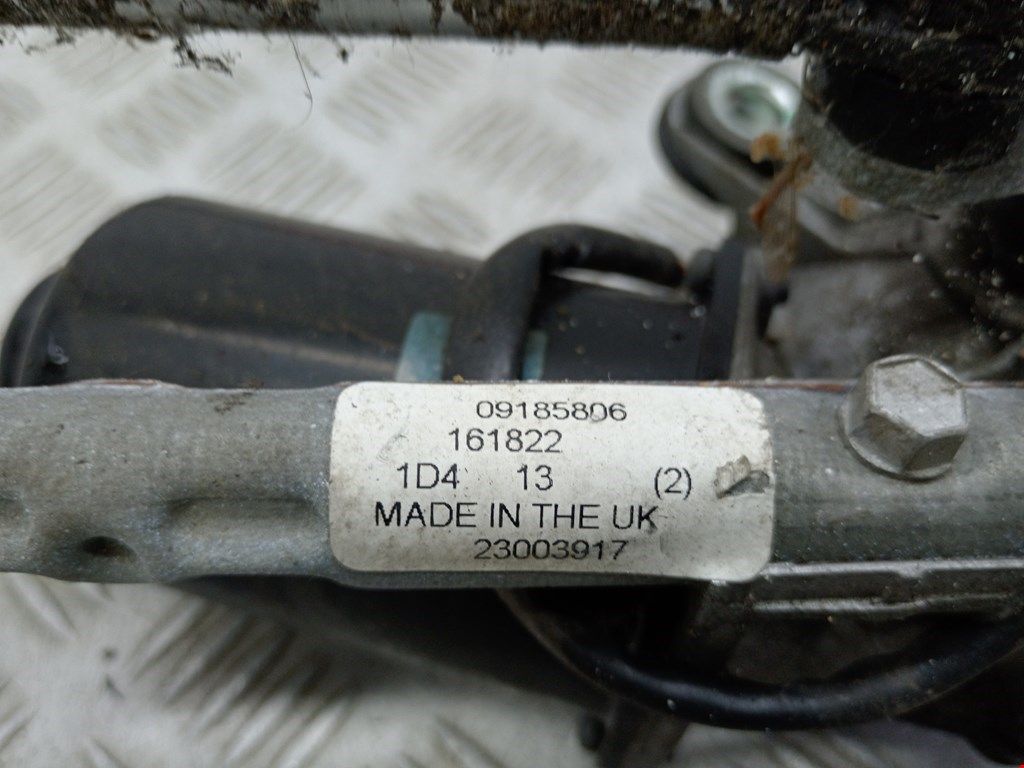 09185806
161822
1D4 13 (2)
MADE IN THE UK
23003917